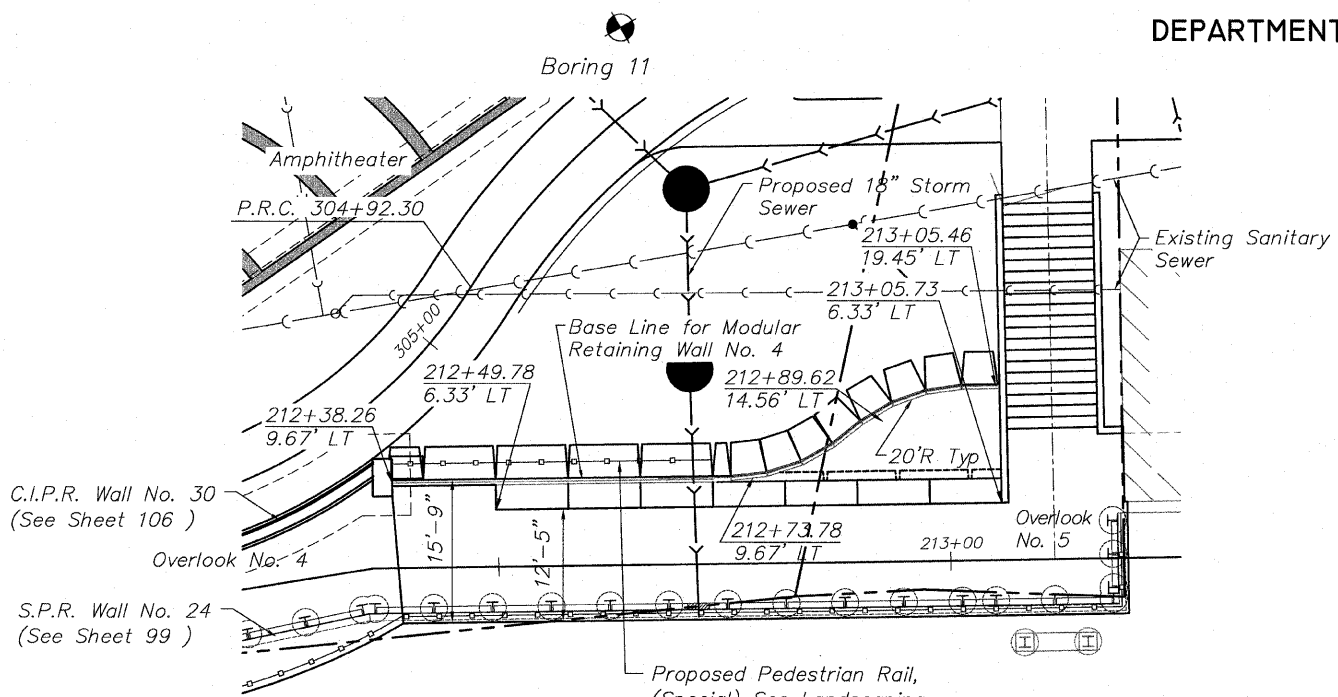 DEPARTMENT
Boring 11
Amphitheater
P.R.C. 304+92.30
Proposed 18" Storm
Sewer
213+05.46
19.45' LT
Existing Sanitary
Sewer
213+05.73
6.33' LT
305+00
Base Line for Modular
Retaining Wall No. 4
212+49.78
6.33' LT
212+89.62
14.56' LT
212+38.26
9.67' LT
20'R Typ
C.I.P.R. Wall No. 30
(See Sheet 106 )
15'-9"
12'-5"
212+73.78
9.67' LT
213+00
Overlook
No. 5
Overlook No. 4
S.P.R. Wall No. 24
(See Sheet 99 )
Proposed Pedestrian Rail,
(Special) See Landscaping